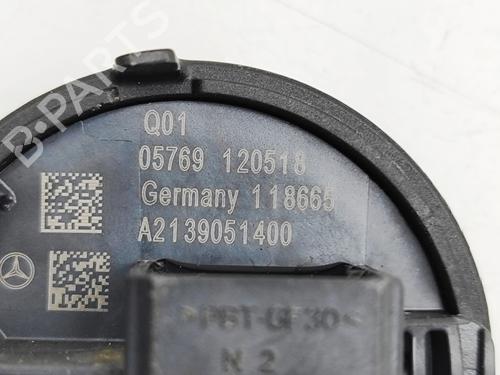 B-PARTS
Q01
05769 120518
Germany 118665
A2139051400
>PBT-GF30<
N 2